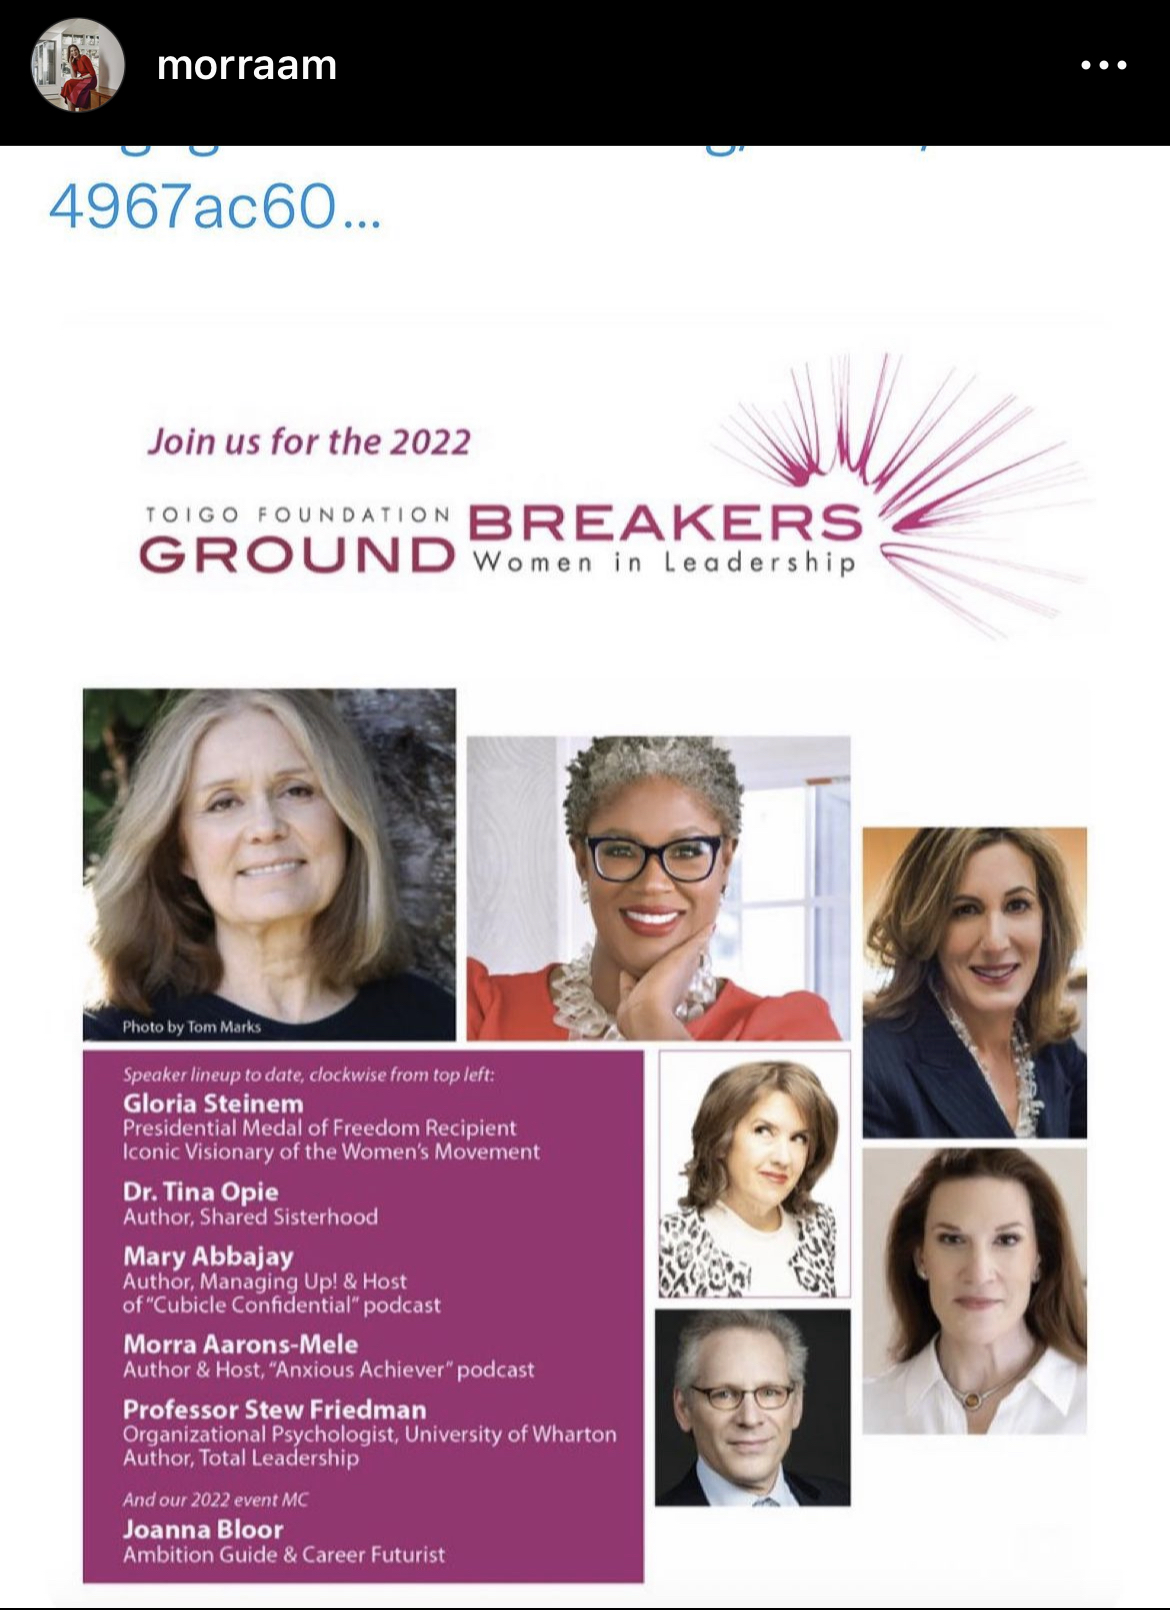 morraam
4967ac60...
Join us for the 2022
TOIGO FOUNDATION
GROUND BREAKERS
Women in Leadership
Photo by Tom Marks
Speaker lineup to date, clockwise from top left:
Gloria Steinem
Presidential Medal of Freedom Recipient
Iconic Visionary of the Women's Movement
Dr. Tina Opie
Author, Shared Sisterhood
Mary Abbajay
Author, Managing Up! & Host
of "Cubicle Confidential" podcast
Morra Aarons-Mele
Author & Host, "Anxious Achiever" podcast
Professor Stew Friedman
Organizational Psychologist, University of Wharton
Author, Total Leadership
And our 2022 event MC
Joanna Bloor
Ambition Guide & Career Futurist